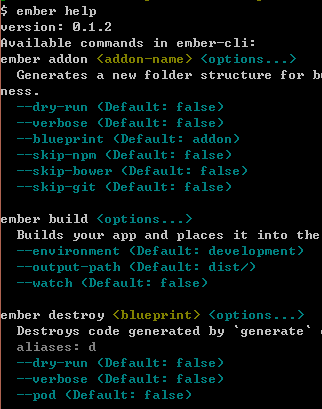 $ ember help
version: 0.1.2
Available commands in ember-cli:
ember addon <addon-name> <options...>
Generates a new folder structure for
ness.
--dry-run (Default: false)
--verbose (Default: false)
--blueprint (Default: addon)
--skip-npm (Default: false)
--skip-bower (Default: false)
--skip-git (Default: false)
ember build <options...>
Builds your app and places it into the
--environment (Default: development)
--output-path (Default: dist/)
--watch (Default: false)
ember destroy <blueprint> <options...>
Destroys code generated by `generate`
aliases: d
--dry-run (Default: false)
--verbose (Default: false)
--pod (Default: false)